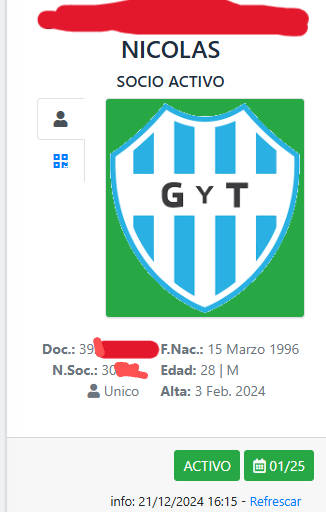 NICOLAS
SOCIO ACTIVO
G Y T
Doc.: 39. F.Nac.: 15 Marzo 1996
N.Soc.: 30 Edad: 28 | M
Unico Alta: 3 Feb. 2024
ACTIVO 01/25
info: 21/12/2024 16:15 - Refrescar